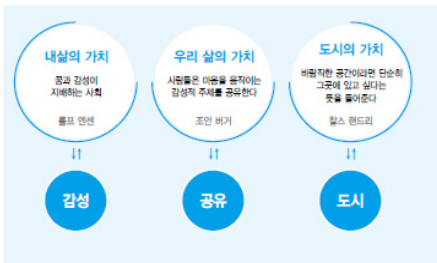 내삶의 가치
꿈과 감성이
지배하는 사회
롤프 옌센
감성
우리 삶의 가치
사람들은 마음을 움직이는
감성적 주제를 공유한다
조안 버거
공유
도시의 가치
바람직한 공간이라면 단순히
그곳에 있고 싶다는
뜻을 들어준다
찰스 랜드리
도시